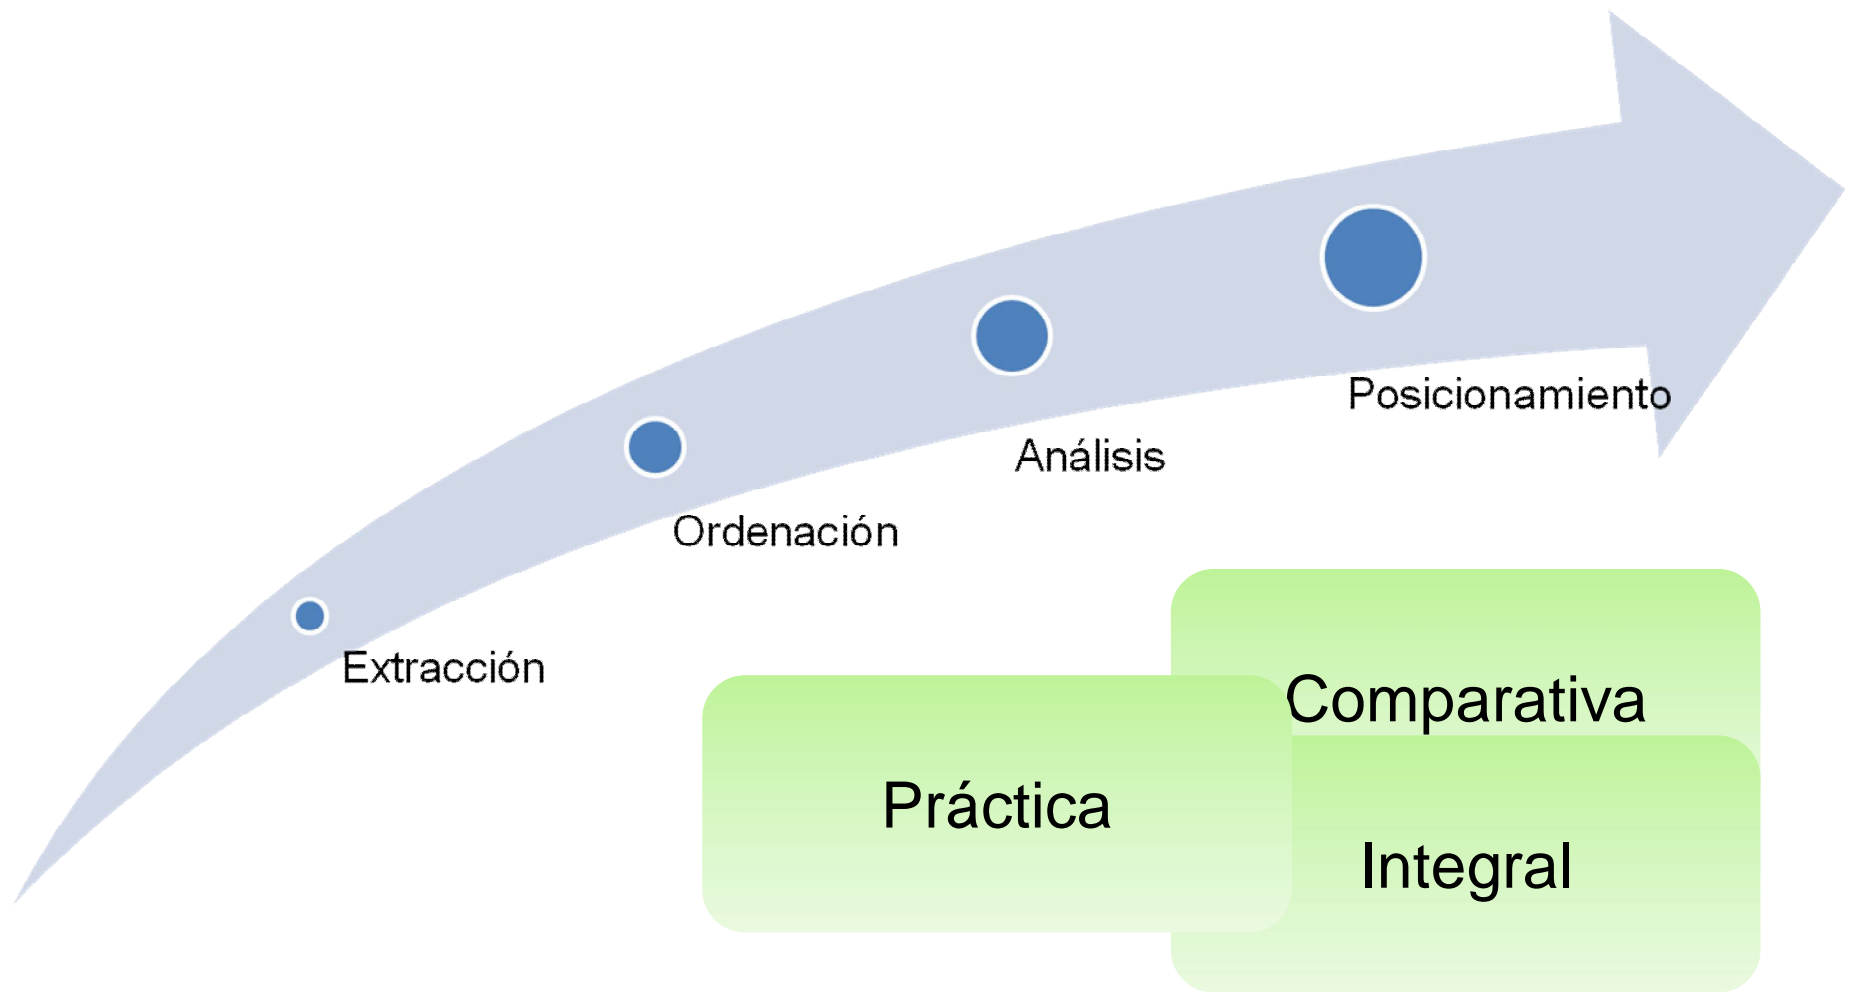 Extracción
Ordenación
Análisis
Posicionamiento
Práctica
Comparativa
Integral